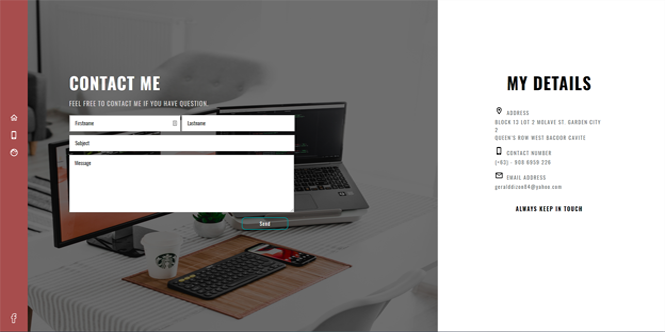 CONTACT ME
FEEL FREE TO CONTACT ME IF YOU HAVE QUESTION.
Firstname
Lastname
Subject
Message
Send
MY DETAILS
ADDRESS
BLOCK 13 LOT 2 MOLAVE ST. GARDEN CITY
2
QUEEN'S ROW WEST BACOOR CAVITE
CONTACT NUMBER
(+63) - 908 6959 226
EMAIL ADDRESS
geralddizon84@yahoo.com
ALWAYS KEEP IN TOUCH